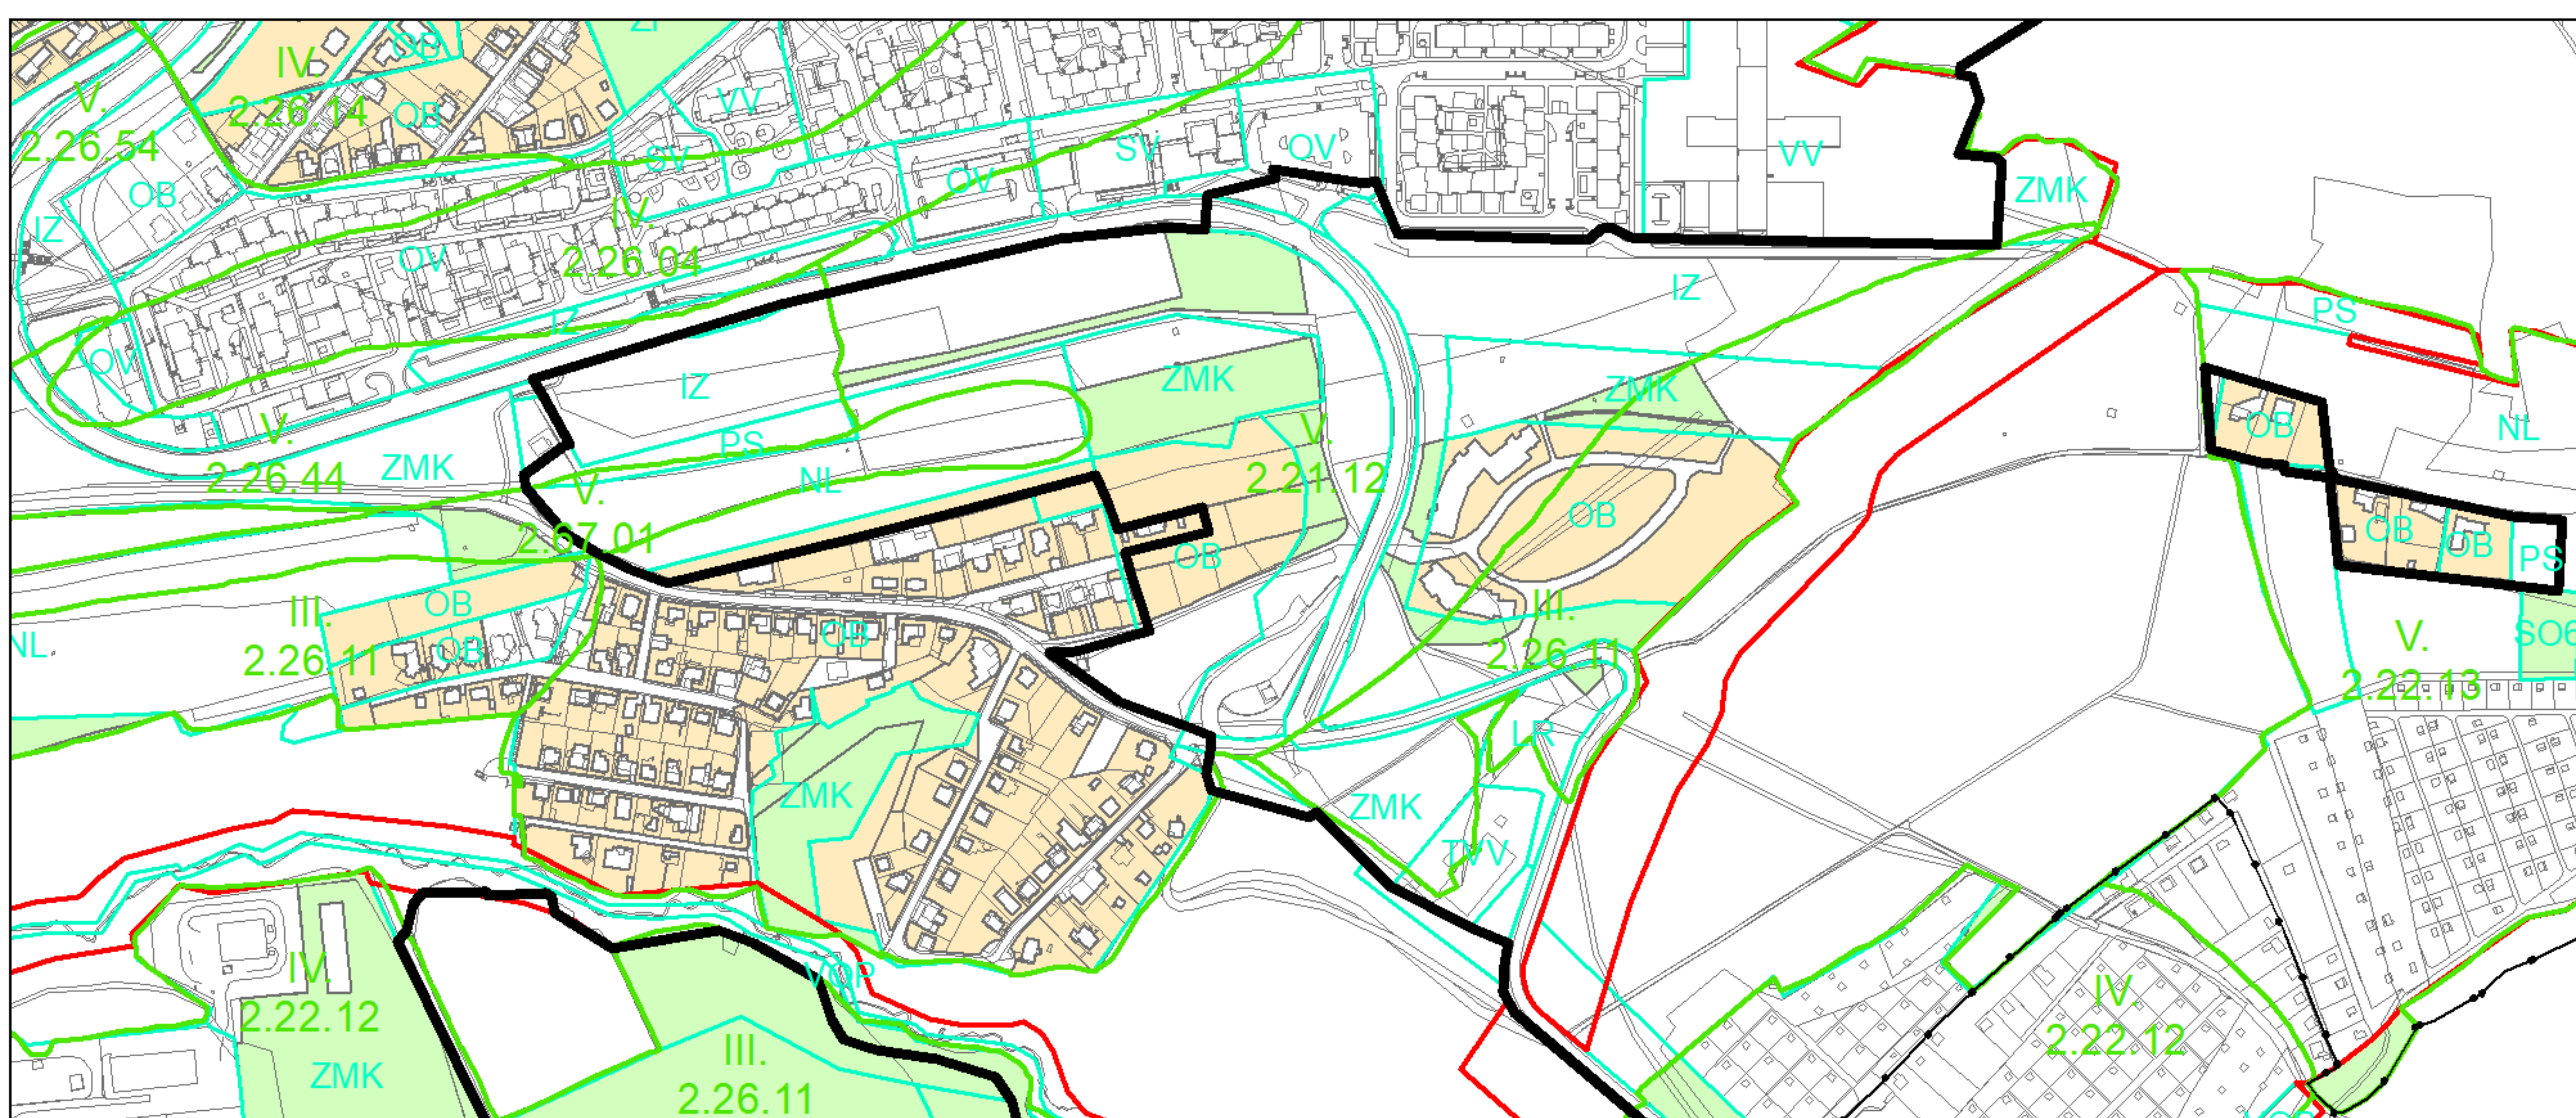 ZI
OB
IV.
2.26.14
OB
V.
2.26.54
VV
SV
OV
SV
OV
VV
ZMK
OB
IZ
IV.
2.26.04
OV
IZ
IZ
PS
OV
IZ
ZMK
ZMK
PS
V.
2.26.44
ZMK
NL
V.
2.21.12
OB
NL
V.
2.67.01
OB
OB
OB
OB
PS
III.
2.26.11
OB
OB
NL
OB
III.
2.26.11
V.
2.22.13
SO6
LR
ZMK
ZMK
TVV
IV.
2.22.12
VOP
ZMK
III.
2.26.11
IV.
2.22.12
VOP